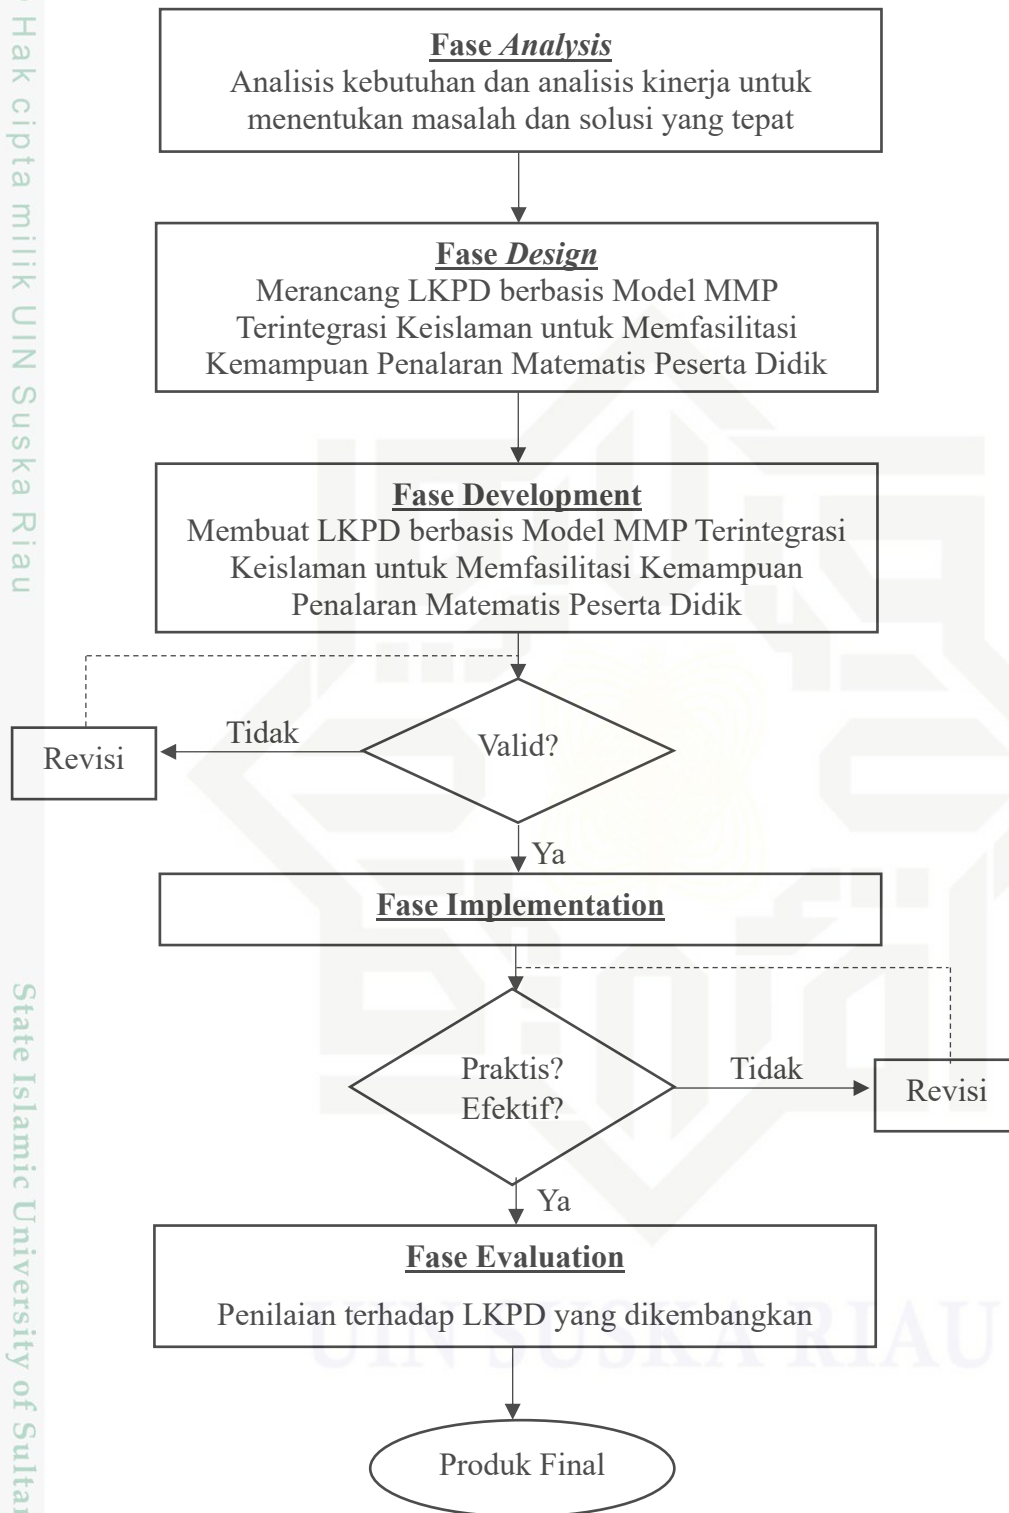 Hak cipta milik UIN Suska Riau
State Islamic University of Sultan
Fase Analysis
Analisis kebutuhan dan analisis kinerja untuk
menentukan masalah dan solusi yang tepat
Fase Design
Merancang LKPD berbasis Model MMP
Terintegrasi Keislaman untuk Memfasilitasi
Kemampuan Penalaran Matematis Peserta Didik
Fase Development
Membuat LKPD berbasis Model MMP Terintegrasi
Keislaman untuk Memfasilitasi Kemampuan
Penalaran Matematis Peserta Didik
Valid?
Tidak
Revisi
Ya
Fase Implementation
Praktis?
Efektif?
Tidak
Revisi
Ya
Fase Evaluation
Penilaian terhadap LKPD yang dikembangkan
UIN SUSKA RIAU
Produk Final